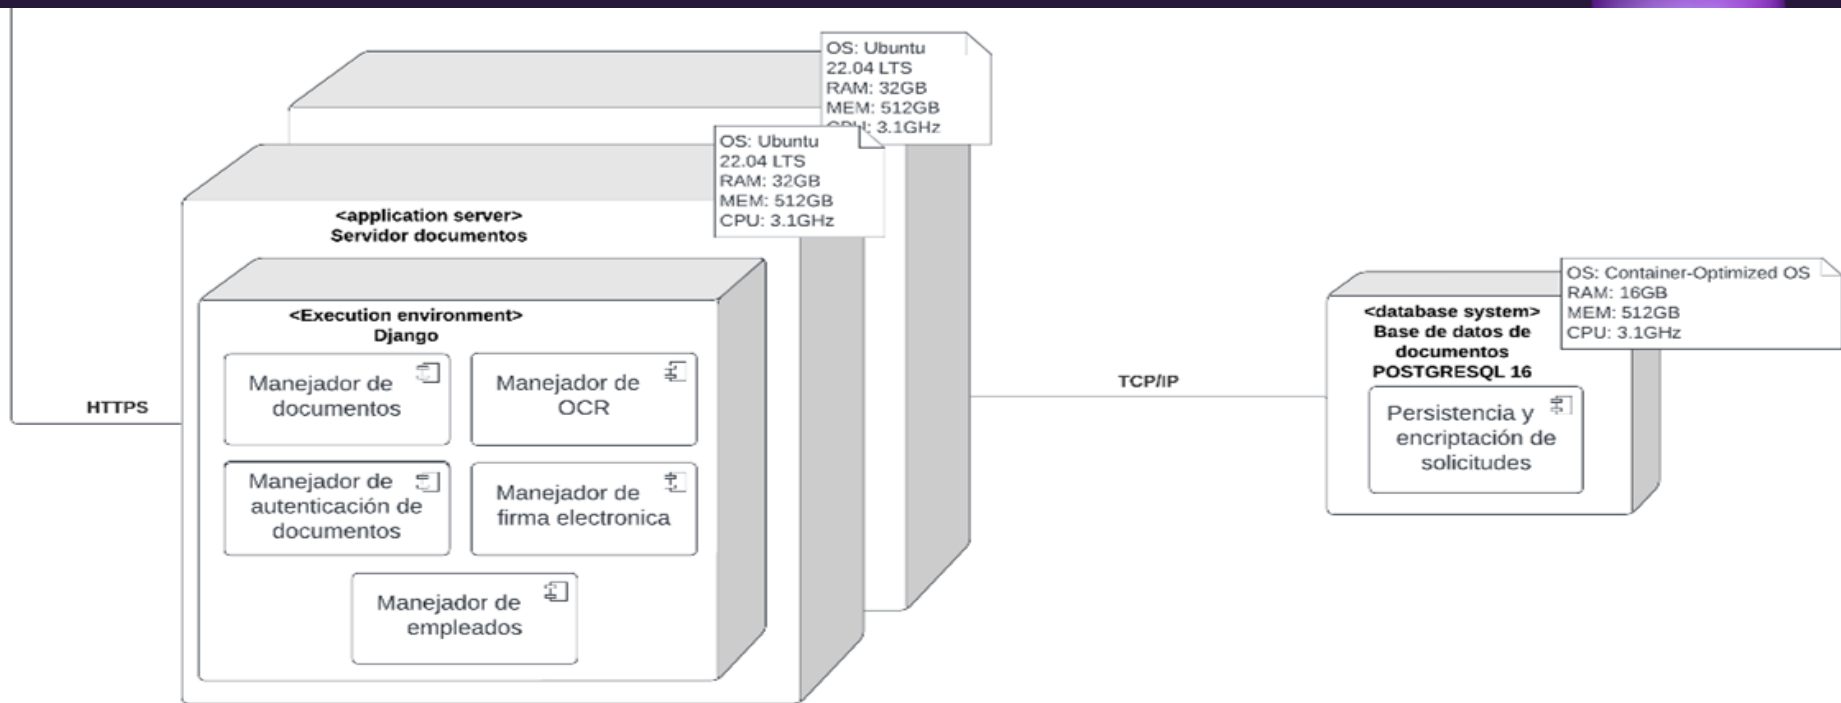 OS: Ubuntu
22.04 LTS
RAM: 32GB
MEM: 512GB
CPU: 3.1GHz
OS: Ubuntu
22.04 LTS
RAM: 32GB
MEM: 512GB
CPU: 3.1GHz
<application server>
Servidor documentos
<Execution environment>
Django
Manejador de
documentos
Manejador de
OCR
Manejador de
autenticación de
documentos
Manejador de
firma electronica
Manejador de
empleados
HTTPS
TCP/IP
OS: Container-Optimized OS
RAM: 16GB
MEM: 512GB
CPU: 3.1GHz
<database system>
Base de datos de
documentos
POSTGRESQL 16
Persistencia y
encriptación de
solicitudes